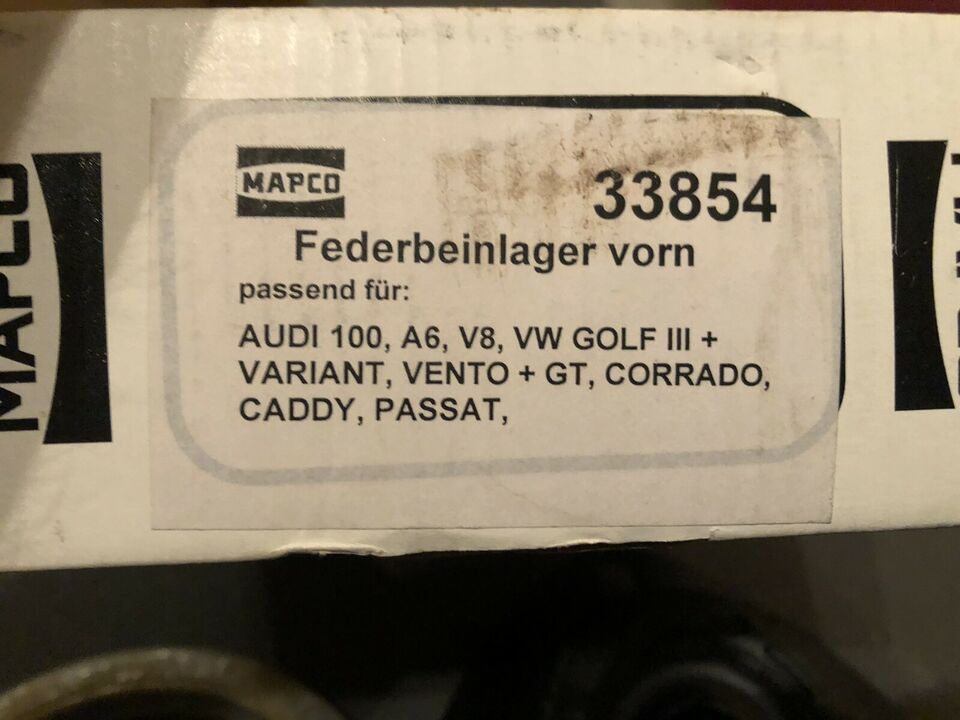 MAPCO
MAPCO
33854
Federbeinlager vorn
passend für:
AUDI 100, A6, V8, VW GOLF III +
VARIANT, VENTO + GT, CORRADO,
CADDY, PASSAT,